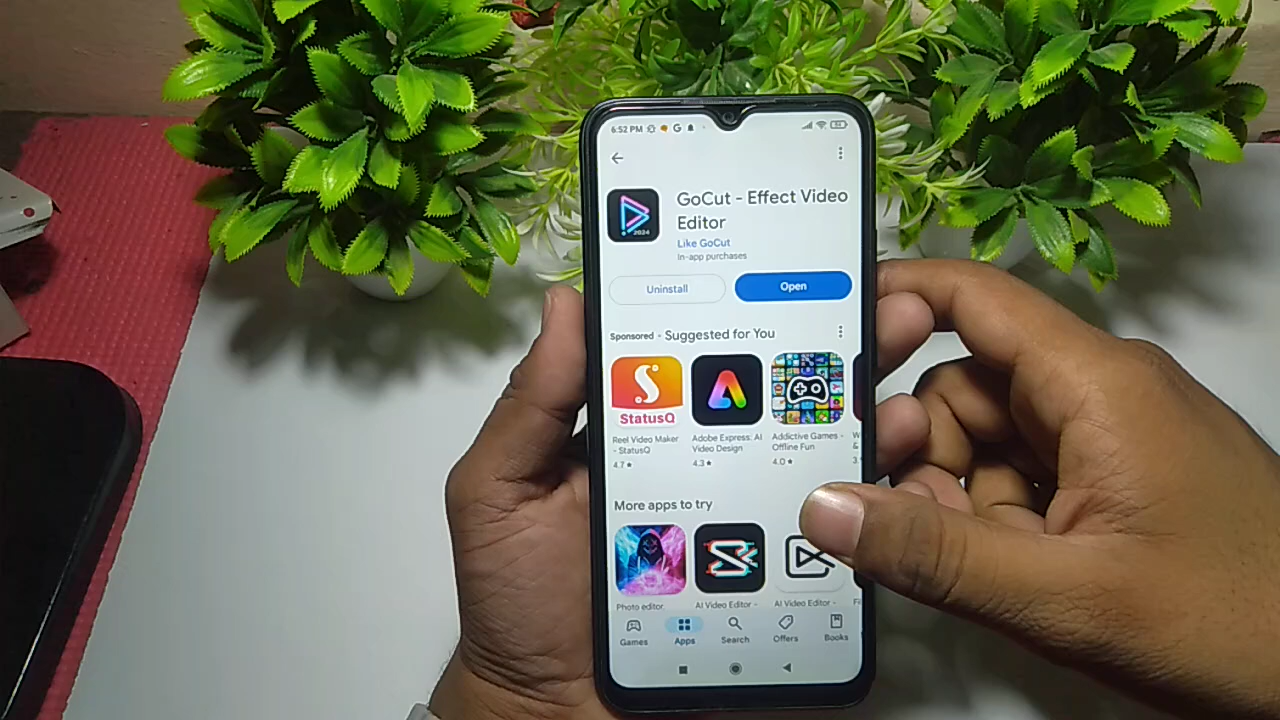 6:52 PM
GoCut - Effect Video
Editor
2024
Like GoCut
In-app purchases
Uninstall
Open
Sponsored - Suggested for You
StatusQ
Reel Video Maker
- StatusQ
4.7★
Adobe Express: AI
Video Design
4.3★
Addictive Games -
Offline Fun
4.0★
W
&
3.
More apps to try
Photo editor,
AI Video Editor -
AI Video Editor -
Games
Apps
Search
Offers
Books